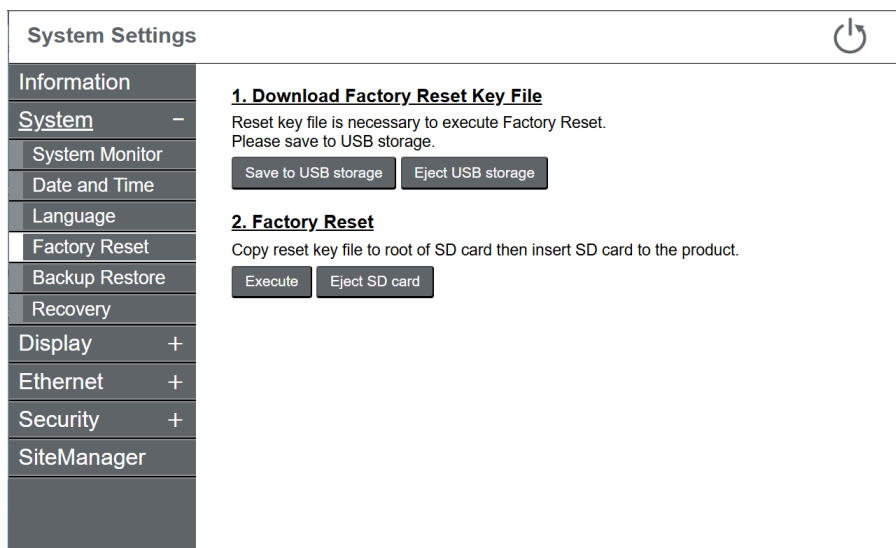 System Settings
Information
System −
System Monitor
Date and Time
Language
Factory Reset
Backup Restore
Recovery
Display +
Ethernet +
Security +
SiteManager
1. Download Factory Reset Key File
Reset key file is necessary to execute Factory Reset.
Please save to USB storage.
Save to USB storage Eject USB storage
2. Factory Reset
Copy reset key file to root of SD card then insert SD card to the product.
Execute Eject SD card